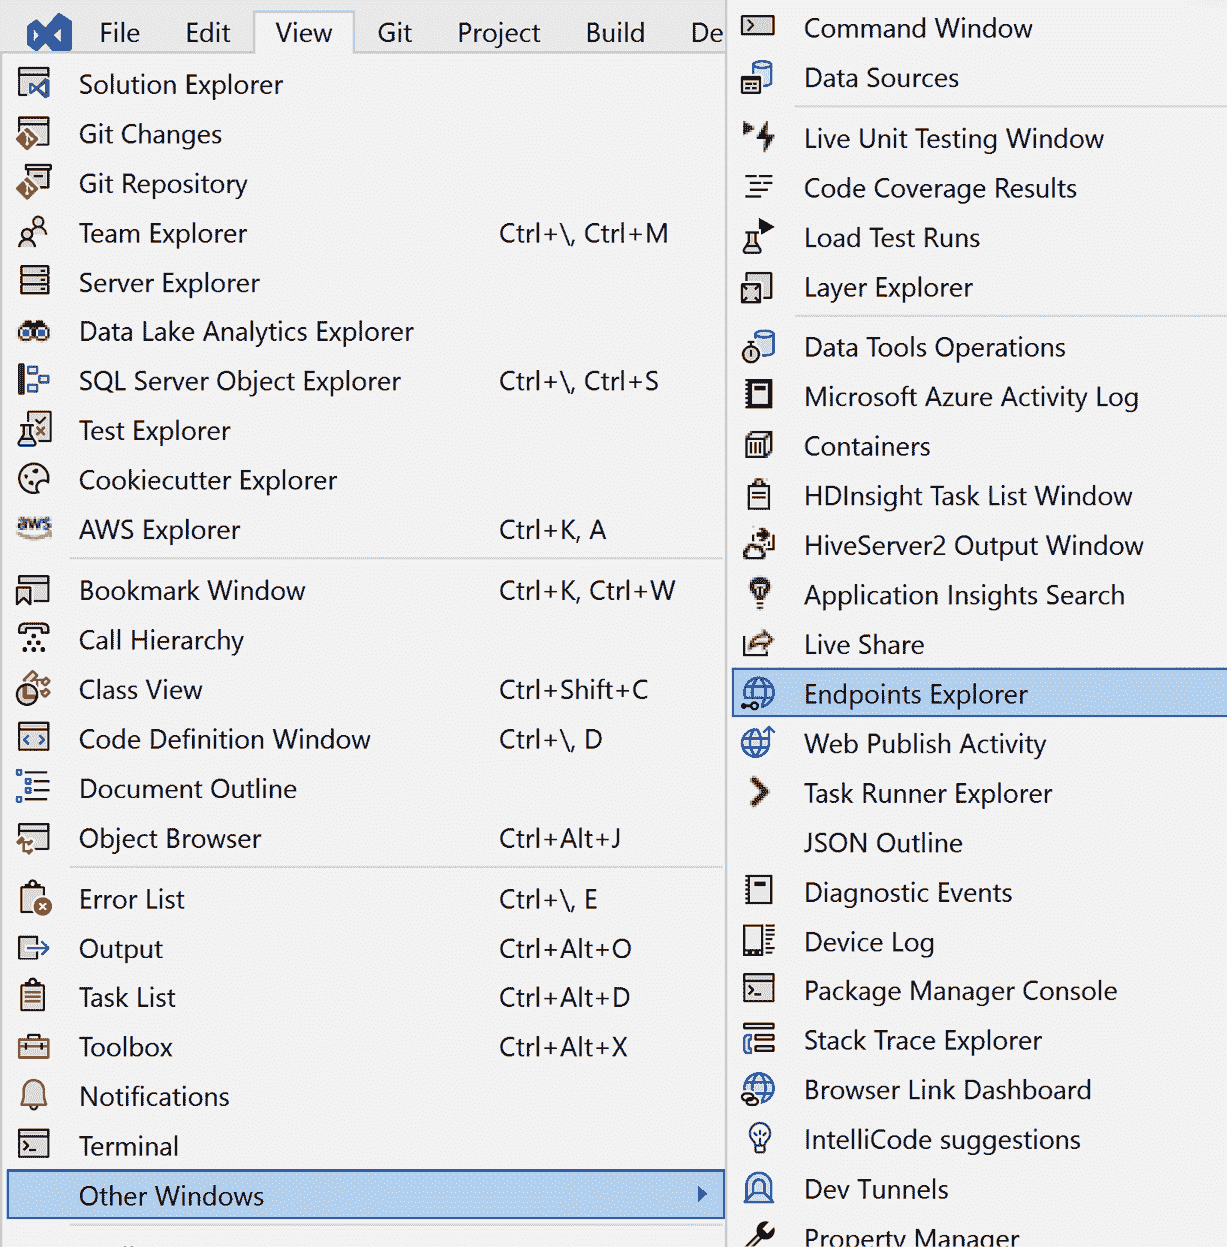 File Edit View Git Project Build De
Solution Explorer
Git Changes
Git Repository
Team Explorer Ctrl+\, Ctrl+M
Server Explorer
Data Lake Analytics Explorer
SQL Server Object Explorer Ctrl+\, Ctrl+S
Test Explorer
Cookiecutter Explorer
aws AWS Explorer Ctrl+K, A
Bookmark Window Ctrl+K, Ctrl+W
Call Hierarchy
Class View Ctrl+Shift+C
Code Definition Window Ctrl+\, D
Document Outline
Object Browser Ctrl+Alt+J
Error List Ctrl+\, E
Output Ctrl+Alt+O
Task List Ctrl+Alt+D
Toolbox Ctrl+Alt+X
Notifications
Terminal
Other Windows
Command Window
Data Sources
Live Unit Testing Window
Code Coverage Results
Load Test Runs
Layer Explorer
Data Tools Operations
Microsoft Azure Activity Log
Containers
HDInsight Task List Window
HiveServer2 Output Window
Application Insights Search
Live Share
Endpoints Explorer
Web Publish Activity
Task Runner Explorer
JSON Outline
Diagnostic Events
Device Log
Package Manager Console
Stack Trace Explorer
Browser Link Dashboard
IntelliCode suggestions
Dev Tunnels
Property Manager